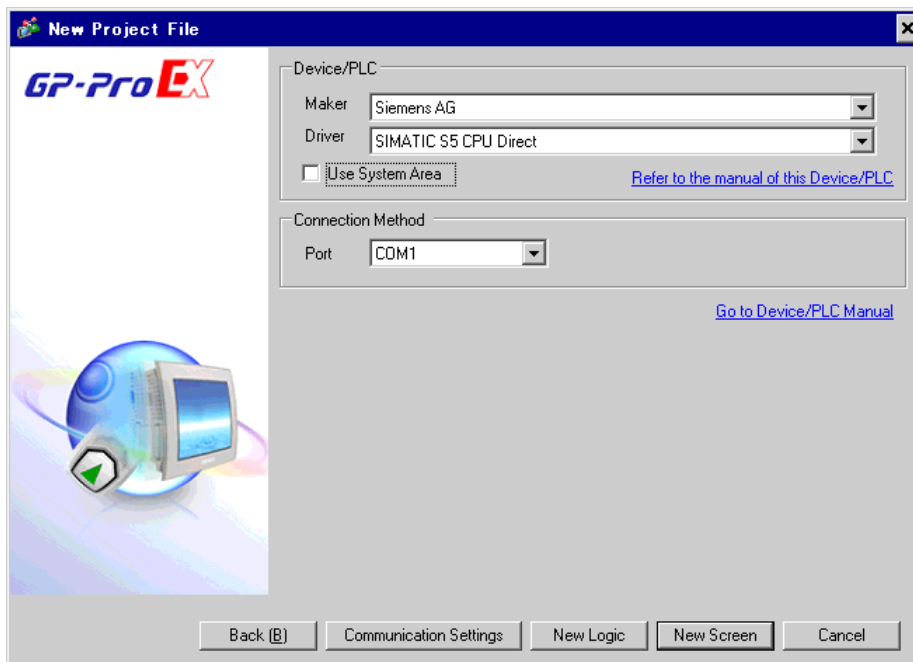 New Project File
GP-Pro EX
Device/PLC
Maker Siemens AG
Driver SIMATIC S5 CPU Direct
Use System Area Refer to the manual of this Device/PLC
Connection Method
Port COM1
Go to Device/PLC Manual
Back (B) Communication Settings New Logic New Screen Cancel